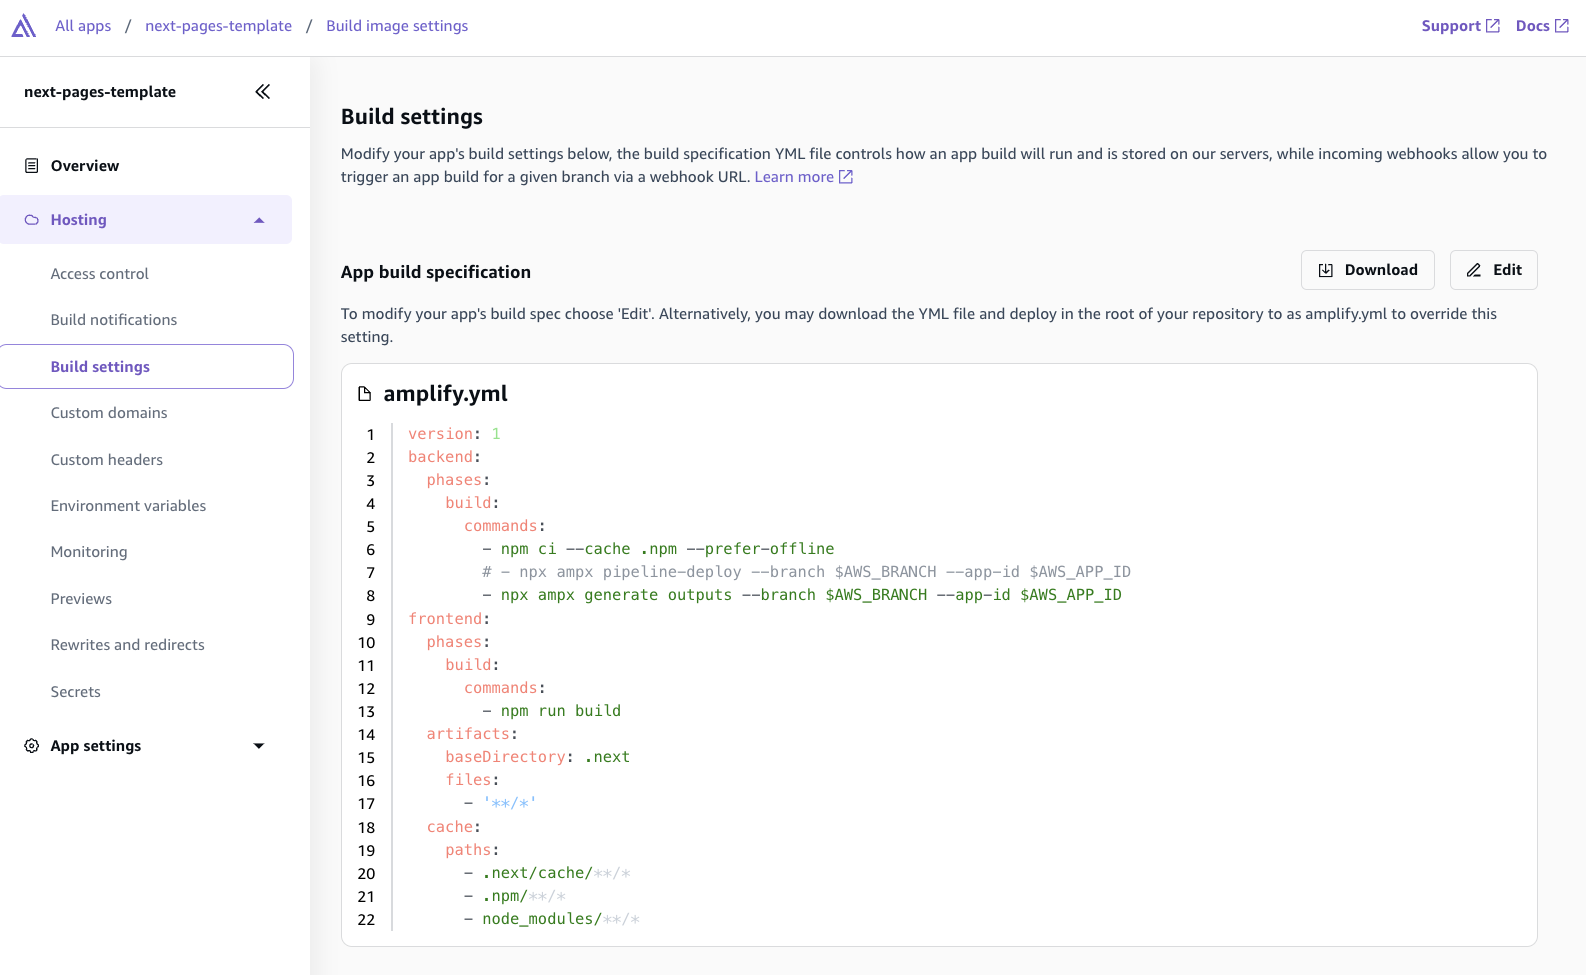 All apps / next-pages-template / Build image settings
Support Docs
next-pages-template
Overview
Hosting
Access control
Build notifications
Build settings
Custom domains
Custom headers
Environment variables
Monitoring
Previews
Rewrites and redirects
Secrets
App settings
Build settings
Modify your app's build settings below, the build specification YML file controls how an app build will run and is stored on our servers, while incoming webhooks allow you to
trigger an app build for a given branch via a webhook URL. Learn more
App build specification
Download Edit
To modify your app's build spec choose 'Edit'. Alternatively, you may download the YML file and deploy in the root of your repository to as amplify.yml to override this
setting.
amplify.yml
1 version: 1
2 backend:
3   phases:
4     build:
5       commands:
6         - npm ci --cache .npm --prefer-offline
7         # - npx ampx pipeline-deploy --branch $AWS_BRANCH --app-id $AWS_APP_ID
8         - npx ampx generate outputs --branch $AWS_BRANCH --app-id $AWS_APP_ID
9 frontend:
10   phases:
11     build:
12       commands:
13         - npm run build
14   artifacts:
15     baseDirectory: .next
16     files:
17       - '**/*'
18   cache:
19     paths:
20       - .next/cache/**/*
21       - .npm/**/*
22       - node_modules/**/*